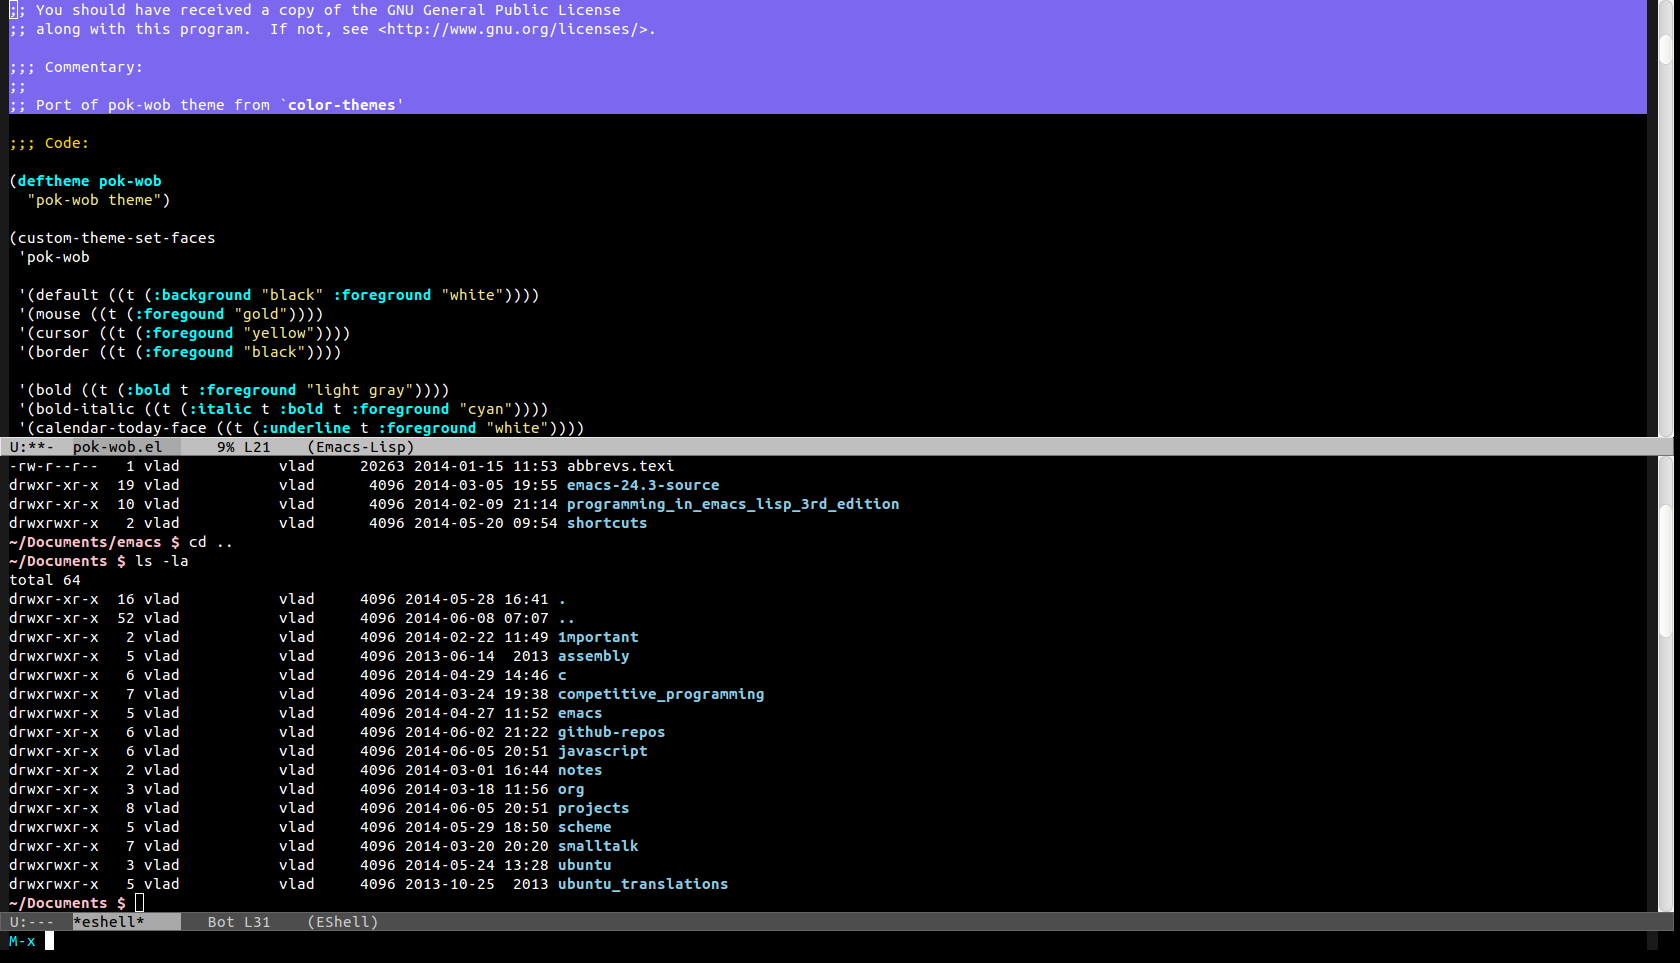 ;; You should have received a copy of the GNU General Public License
;; along with this program.  If not, see <http://www.gnu.org/licenses/>.
;;; Commentary:
;;
;; Port of pok-wob theme from `color-themes'
;;; Code:
(deftheme pok-wob
  "pok-wob theme")
(custom-theme-set-faces
 'pok-wob
 '(default ((t (:background "black" :foreground "white"))))
 '(mouse ((t (:foregound "gold"))))
 '(cursor ((t (:foregound "yellow"))))
 '(border ((t (:foregound "black"))))
 '(bold ((t (:bold t :foreground "light gray"))))
 '(bold-italic ((t (:italic t :bold t :foreground "cyan"))))
 '(calendar-today-face ((t (:underline t :foreground "white"))))
U:**-  pok-wob.el      9% L21    (Emacs-Lisp)
-rw-r--r--   1 vlad           vlad     20263 2014-01-15 11:53 abbrevs.texi
drwxr-xr-x  19 vlad           vlad      4096 2014-03-05 19:55 emacs-24.3-source
drwxr-xr-x  10 vlad           vlad      4096 2014-02-09 21:14 programming_in_emacs_lisp_3rd_edition
drwxrwxr-x   2 vlad           vlad      4096 2014-05-20 09:54 shortcuts
~/Documents/emacs $ cd ..
~/Documents $ ls -la
total 64
drwxr-xr-x  16 vlad           vlad     4096 2014-05-28 16:41 .
drwxr-xr-x  52 vlad           vlad     4096 2014-06-08 07:07 ..
drwxr-xr-x   2 vlad           vlad     4096 2014-02-22 11:49 1mportant
drwxrwxr-x   5 vlad           vlad     4096 2013-06-14  2013 assembly
drwxrwxr-x   6 vlad           vlad     4096 2014-04-29 14:46 c
drwxrwxr-x   7 vlad           vlad     4096 2014-03-24 19:38 competitive_programming
drwxrwxr-x   5 vlad           vlad     4096 2014-04-27 11:52 emacs
drwxr-xr-x   6 vlad           vlad     4096 2014-06-02 21:22 github-repos
drwxr-xr-x   6 vlad           vlad     4096 2014-06-05 20:51 javascript
drwxr-xr-x   2 vlad           vlad     4096 2014-03-01 16:44 notes
drwxr-xr-x   3 vlad           vlad     4096 2014-03-18 11:56 org
drwxr-xr-x   8 vlad           vlad     4096 2014-06-05 20:51 projects
drwxrwxr-x   5 vlad           vlad     4096 2014-05-29 18:50 scheme
drwxr-xr-x   7 vlad           vlad     4096 2014-03-20 20:20 smalltalk
drwxrwxr-x   3 vlad           vlad     4096 2014-05-24 13:28 ubuntu
drwxrwxr-x   5 vlad           vlad     4096 2013-10-25  2013 ubuntu_translations
~/Documents $
U:---  *eshell*       Bot L31    (EShell)
M-x